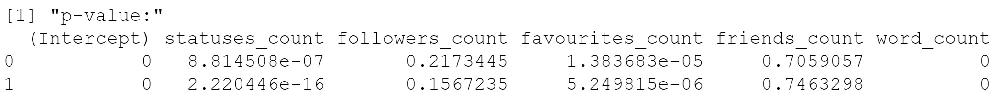 [1] "p-value:"
(Intercept) statuses_count followers_count favourites_count friends_count word_count
0 0 8.814508e-07 0.2173445 1.383683e-05 0.7059057 0
1 0 2.220446e-16 0.1567235 5.249815e-06 0.7463298 0